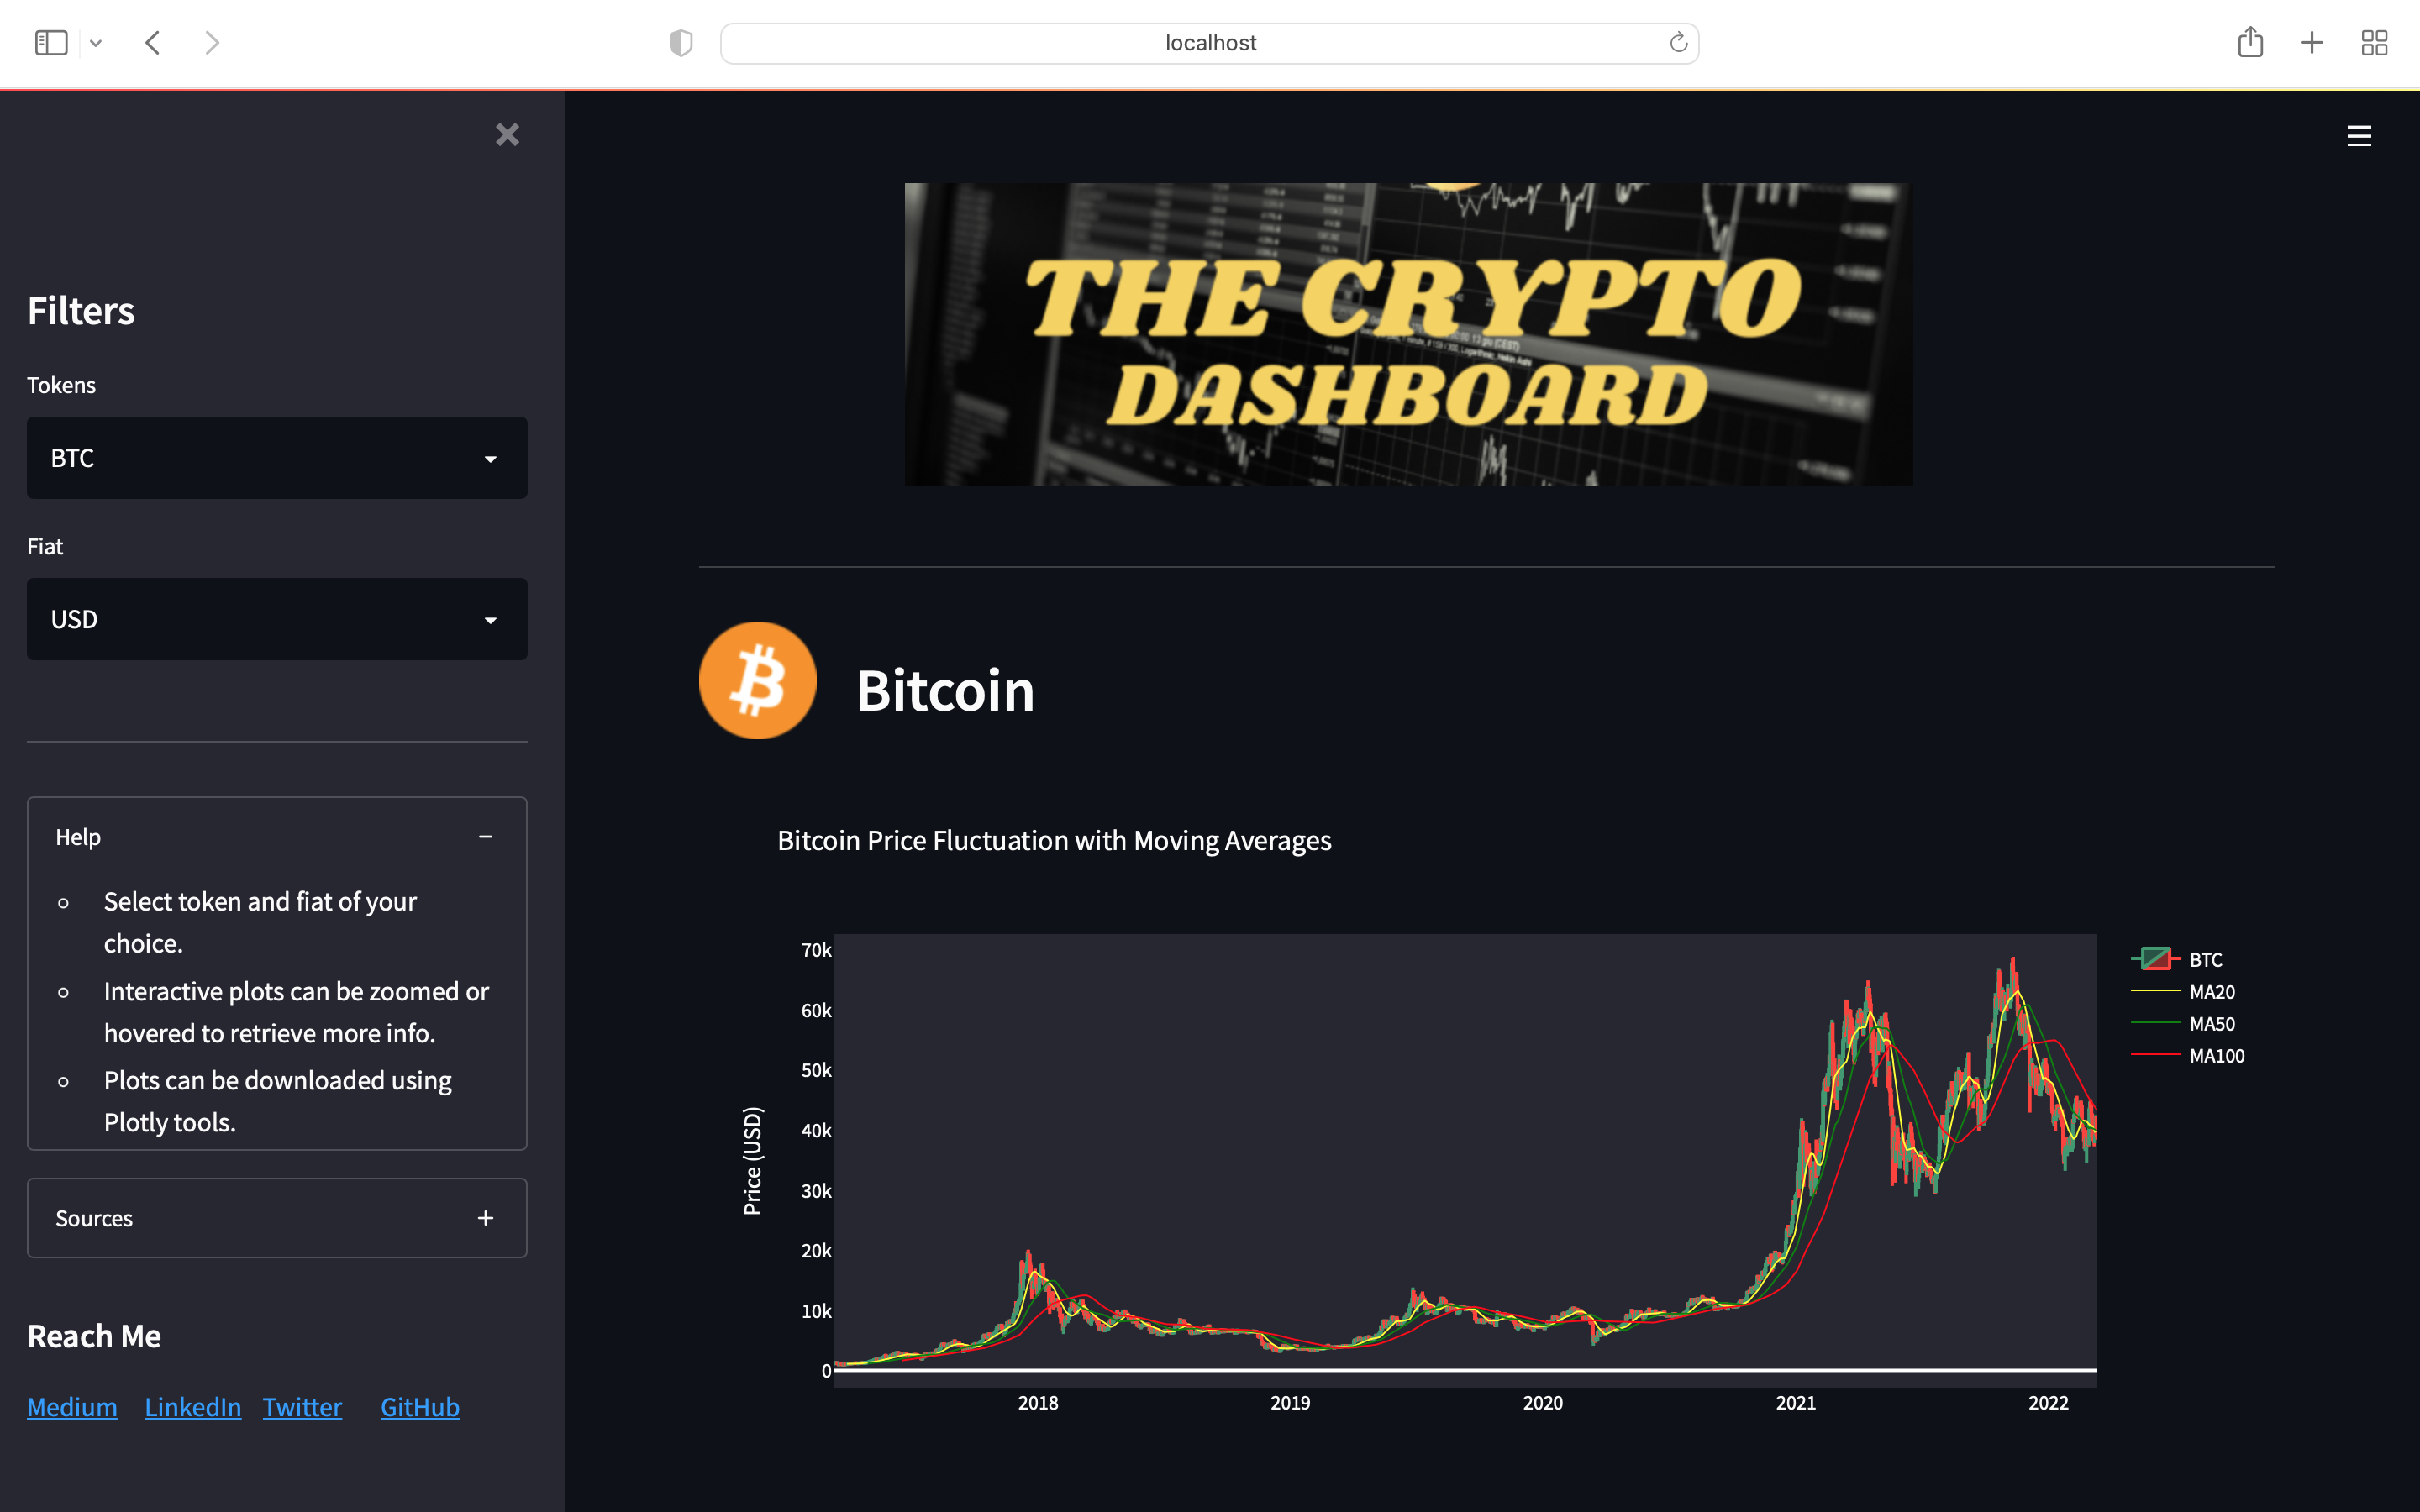 localhost
Filters
Tokens
BTC
Fiat
USD
Help
Select token and fiat of your
choice.
Interactive plots can be zoomed or
hovered to retrieve more info.
Plots can be downloaded using
Plotly tools.
Sources
Reach Me
Medium LinkedIn Twitter GitHub
THE CRYPTO
DASHBOARD
Bitcoin
Bitcoin Price Fluctuation with Moving Averages
Price (USD)
70k
60k
50k
40k
30k
20k
10k
0
2018 2019 2020 2021 2022
BTC
MA20
MA50
MA100